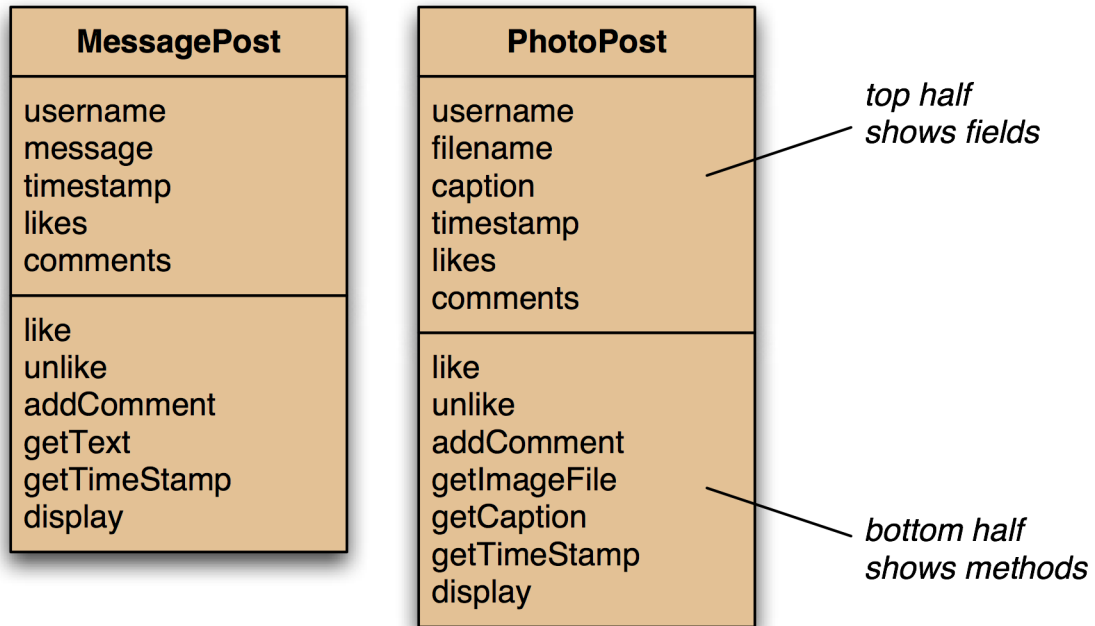 MessagePost
username
message
timestamp
likes
comments
like
unlike
addComment
getText
getTimeStamp
display
PhotoPost
username
filename
caption
timestamp
likes
comments
like
unlike
addComment
getImageFile
getCaption
getTimeStamp
display
top half
shows fields
bottom half
shows methods